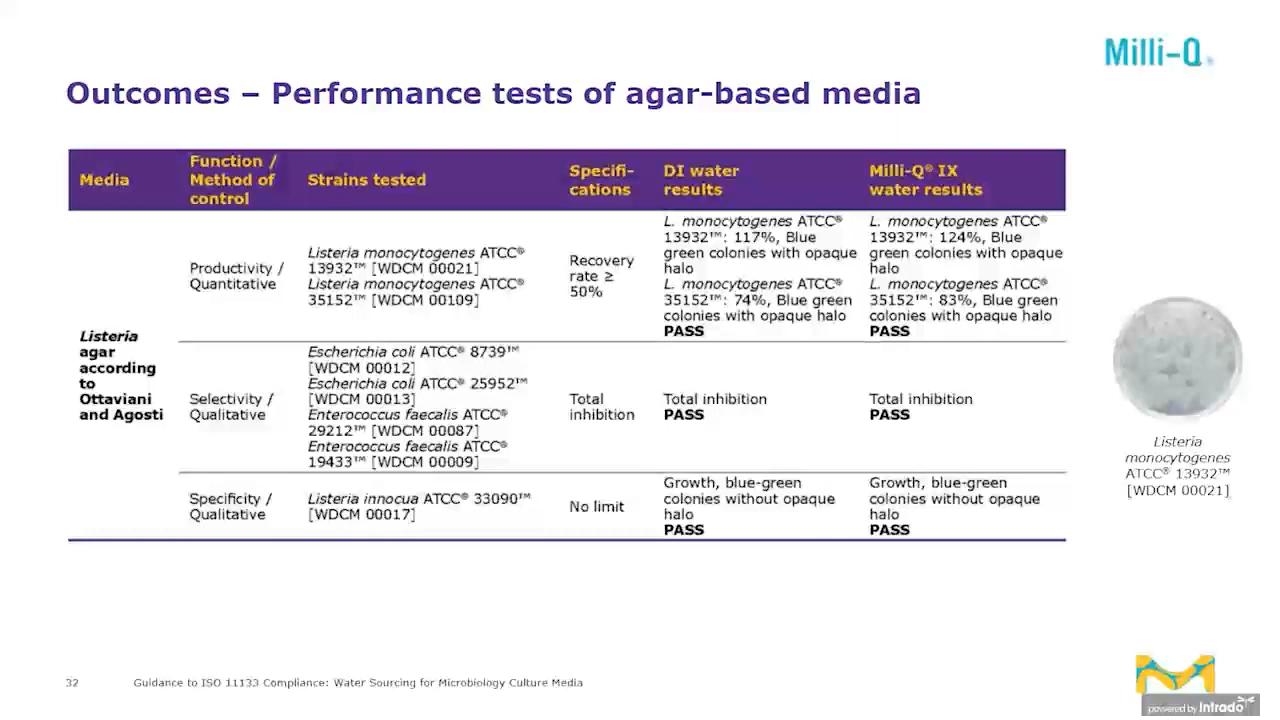 Milli-Q®
Outcomes – Performance tests of agar-based media
Media
Function /
Method of
control
Strains tested
Specifi-
cations
DI water
results
Milli-Q® IX
water results
Listeria
agar
according
to
Ottaviani
and Agosti
Productivity /
Quantitative
Listeria monocytogenes ATCC®
13932™ [WDCM 00021]
Listeria monocytogenes ATCC®
35152™ [WDCM 00109]
Recovery
rate ≥
50%
L. monocytogenes ATCC®
13932™: 117%, Blue
green colonies with opaque
halo
L. monocytogenes ATCC®
35152™: 74%, Blue green
colonies with opaque halo
PASS
L. monocytogenes ATCC®
13932™: 124%, Blue
green colonies with opaque
halo
L. monocytogenes ATCC®
35152™: 83%, Blue green
colonies with opaque halo
PASS
Selectivity /
Qualitative
Escherichia coli ATCC® 8739™
[WDCM 00012]
Escherichia coli ATCC® 25952™
[WDCM 00013]
Enterococcus faecalis ATCC®
29212™ [WDCM 00087]
Enterococcus faecalis ATCC®
19433™ [WDCM 00009]
Total
inhibition
Total inhibition
PASS
Total inhibition
PASS
Specificity /
Qualitative
Listeria innocua ATCC® 33090™
[WDCM 00017]
No limit
Growth, blue-green
colonies without opaque
halo
PASS
Growth, blue-green
colonies without opaque
halo
PASS
Listeria
monocytogenes
ATCC® 13932™
[WDCM 00021]
32
Guidance to ISO 11133 Compliance: Water Sourcing for Microbiology Culture Media
M
powered by Intrado